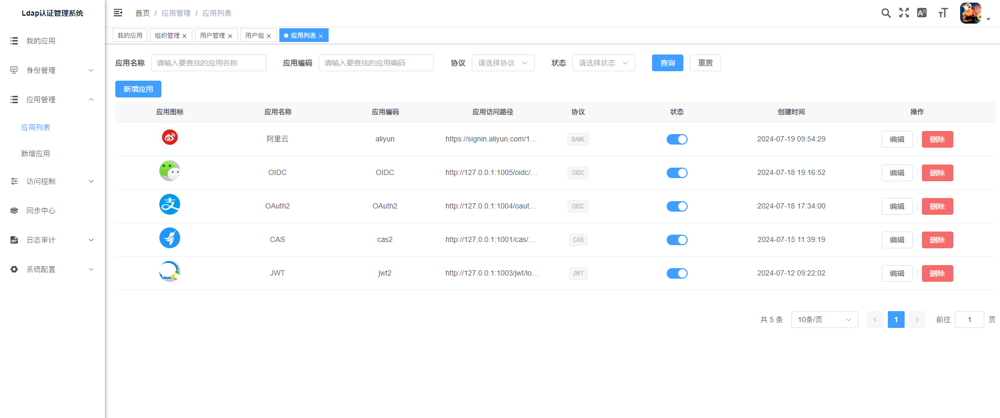 Ldap认证管理系统
我的应用
身份管理
应用管理
应用列表
新增应用
访问控制
同步中心
日志审计
系统配置
首页 / 应用管理 / 应用列表
我的应用 组织管理 用户管理 用户组 应用列表
应用名称 请输入要查找的应用名称 应用编码 请输入要查找的应用编码 协议 请选择协议 状态 请选择状态 查询 重置
新增应用
应用图标 应用名称 应用编码 应用访问路径 协议 状态 创建时间 操作
阿里云 aliyun https://signin.aliyun.com/1... SAML 2024-07-19 09:54:29 编辑 删除
OIDC OIDC http://127.0.0.1:1005/oidc/... OIDC 2024-07-18 19:16:52 编辑 删除
支 OAuth2 OAuth2 http://127.0.0.1:1004/oaut... OIDC 2024-07-18 17:34:00 编辑 删除
CAS cas2 http://127.0.0.1:1001/cas/... CAS 2024-07-15 11:39:19 编辑 删除
JWT jwt2 http://127.0.0.1:1003/jwt/lo... JWT 2024-07-12 09:22:02 编辑 删除
共 5 条 10条/页 1 前往 1 页